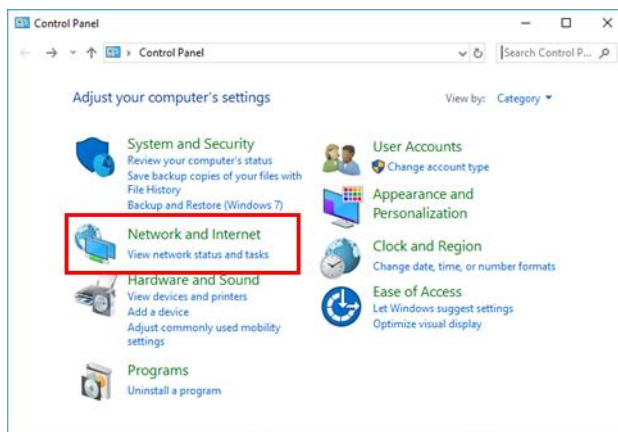 Control Panel
Control Panel
Search Control P...
Adjust your computer's settings
View by: Category
System and Security
Review your computer's status
Save backup copies of your files with
File History
Backup and Restore (Windows 7)
Network and Internet
View network status and tasks
Hardware and Sound
View devices and printers
Add a device
Adjust commonly used mobility
settings
Programs
Uninstall a program
User Accounts
Change account type
Appearance and
Personalization
Clock and Region
Change date, time, or number formats
Ease of Access
Let Windows suggest settings
Optimize visual display